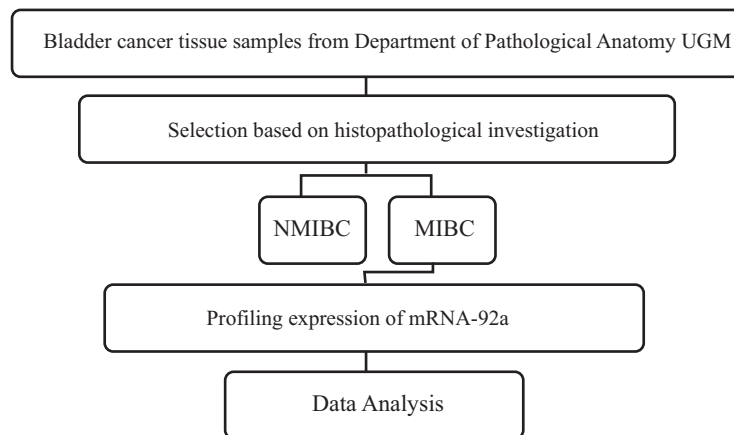 Bladder cancer tissue samples from Department of Pathological Anatomy UGM
Selection based on histopathological investigation
NMIBC
MIBC
Profiling expression of mRNA-92a
Data Analysis